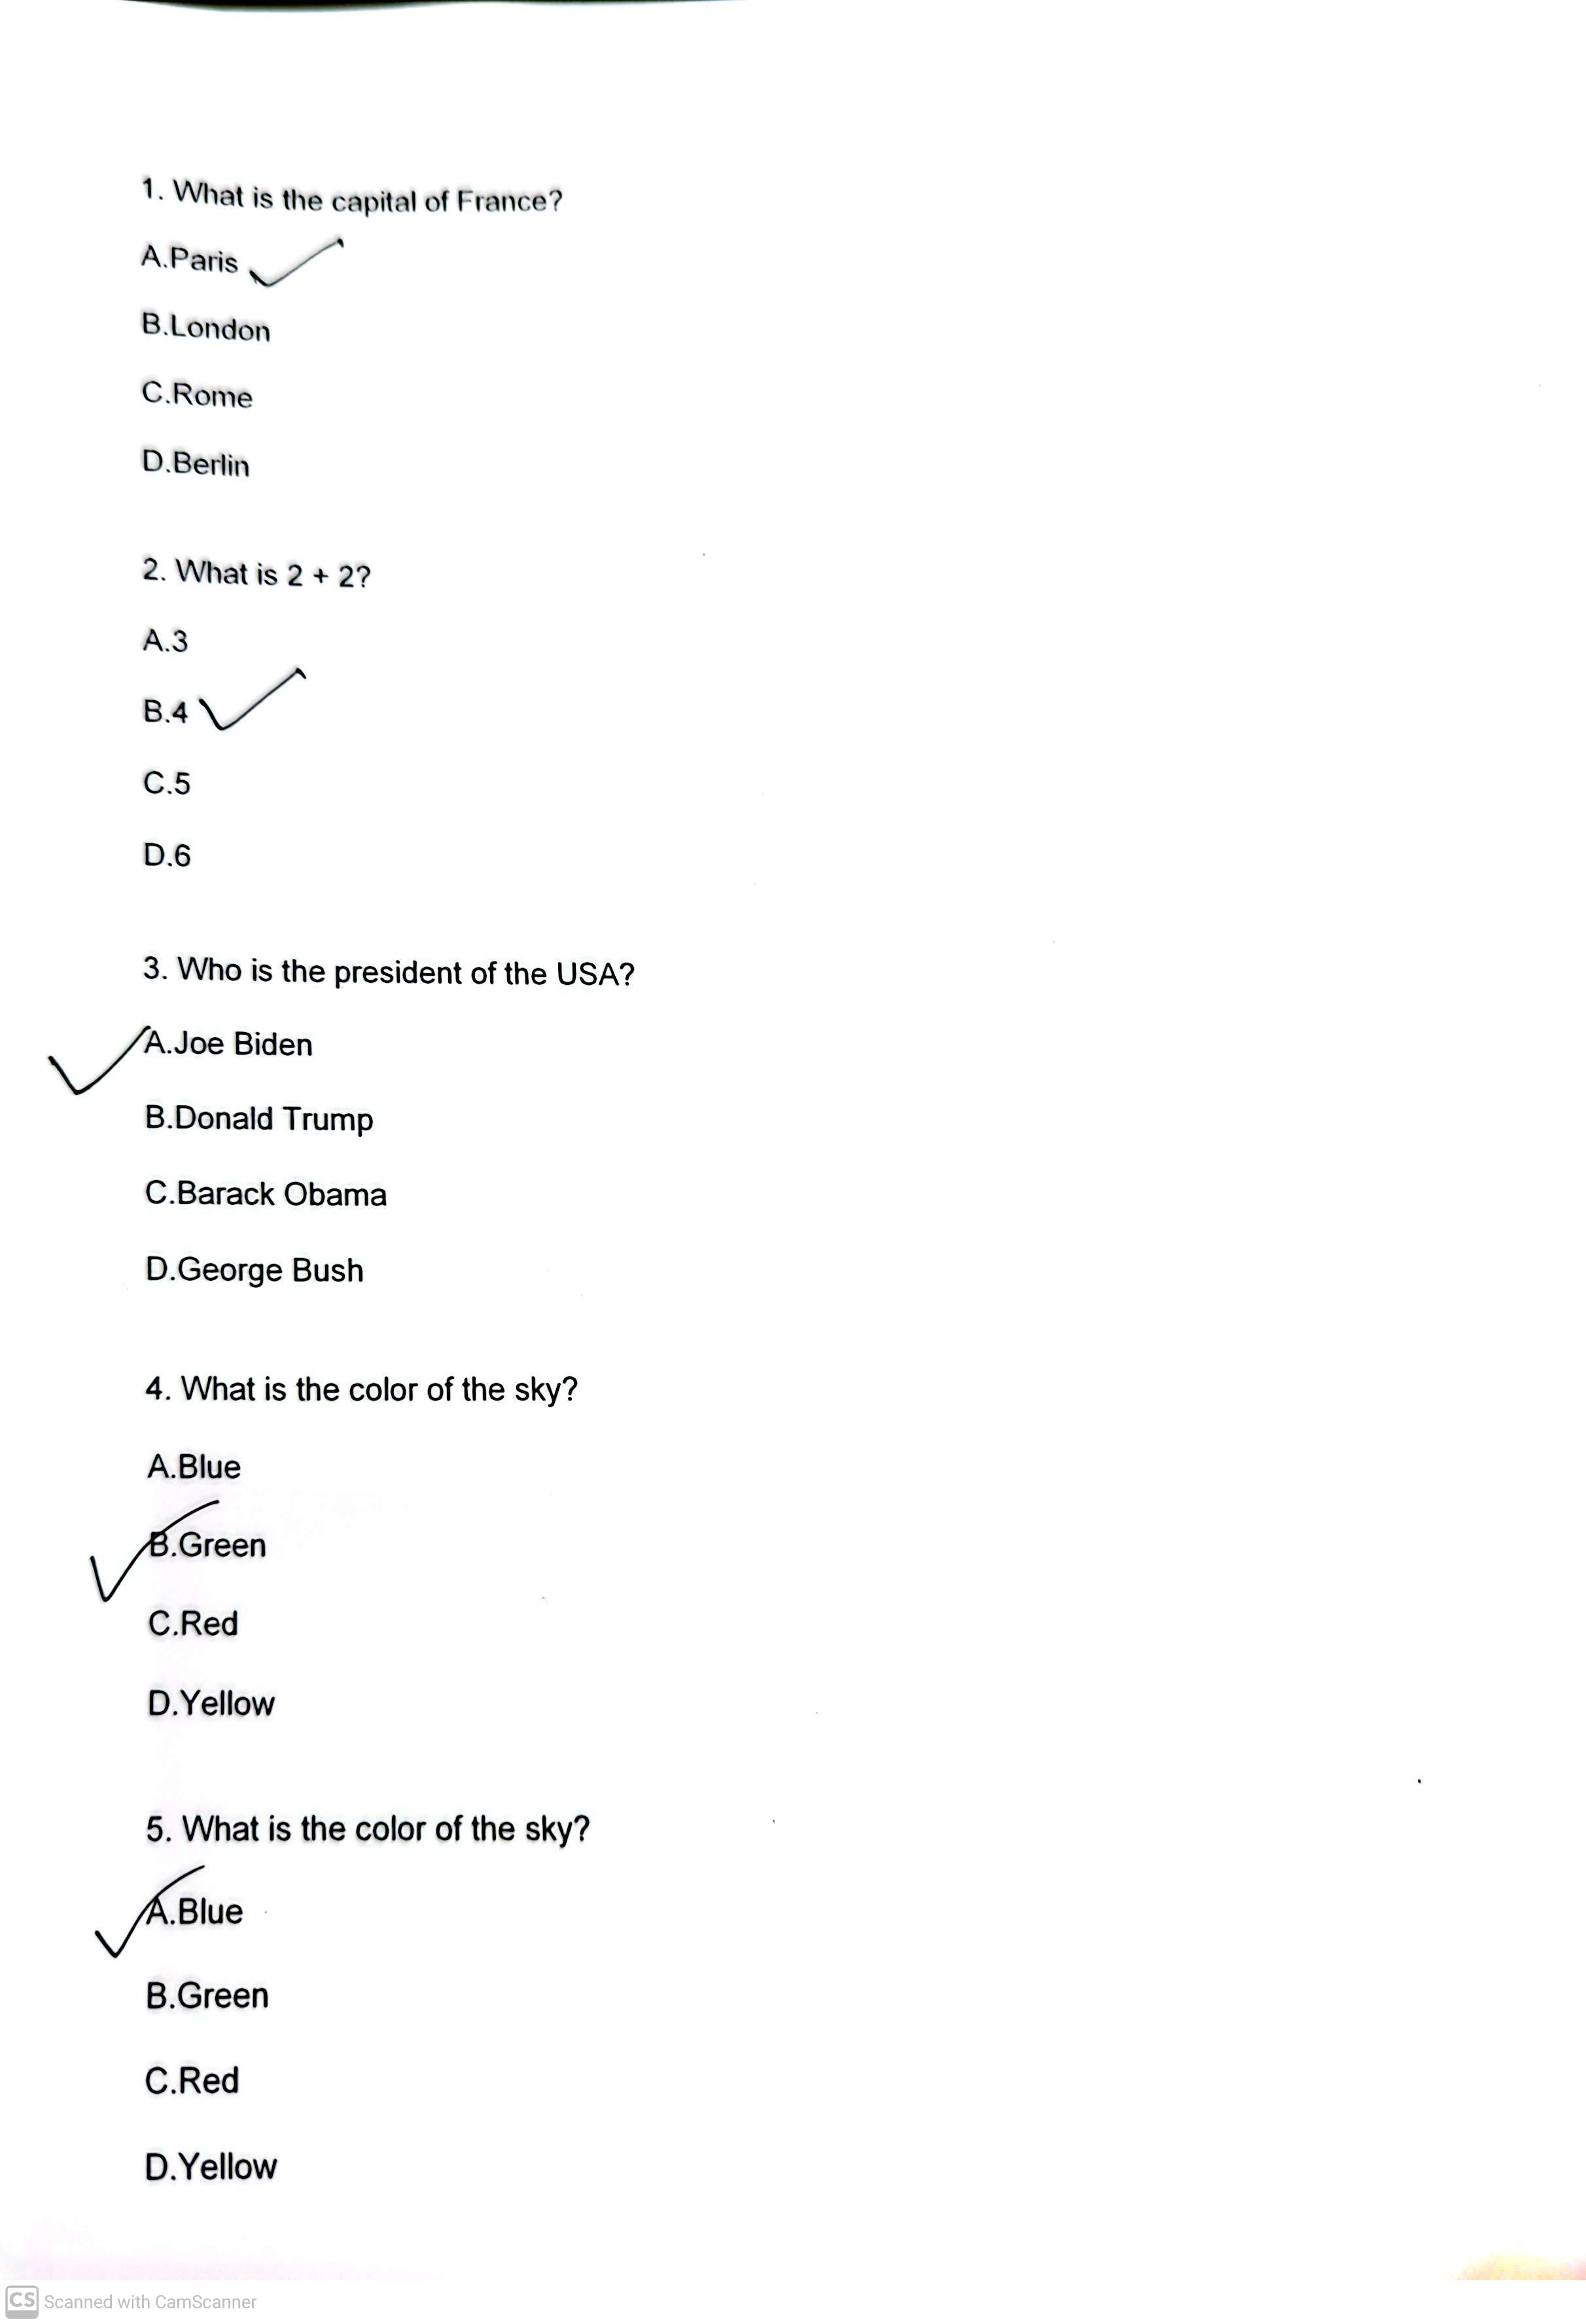 1. What is the capital of France?
A.Paris
B.London
C.Rome
D.Berlin
2. What is 2 + 2?
A.3
B.4
C.5
D.6
3. Who is the president of the USA?
A.Joe Biden
B.Donald Trump
C.Barack Obama
D.George Bush
4. What is the color of the sky?
A.Blue
B.Green
C.Red
D.Yellow
5. What is the color of the sky?
A.Blue
B.Green
C.Red
D.Yellow
CS Scanned with CamScanner